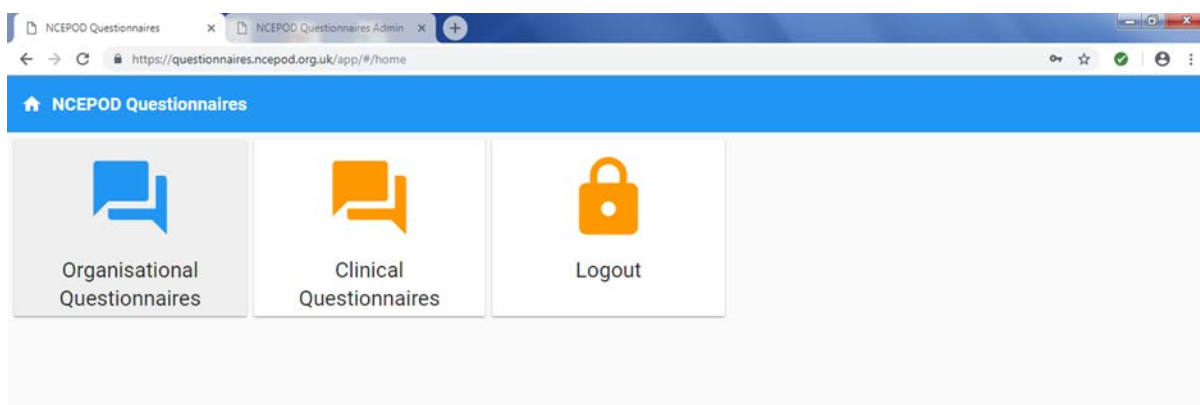 NCEPOD Questionnaires
NCEPOD Questionnaires Admin
https://questionnaires.ncepod.org.uk/app/#/home
NCEPOD Questionnaires
Organisational
Questionnaires
Clinical
Questionnaires
Logout